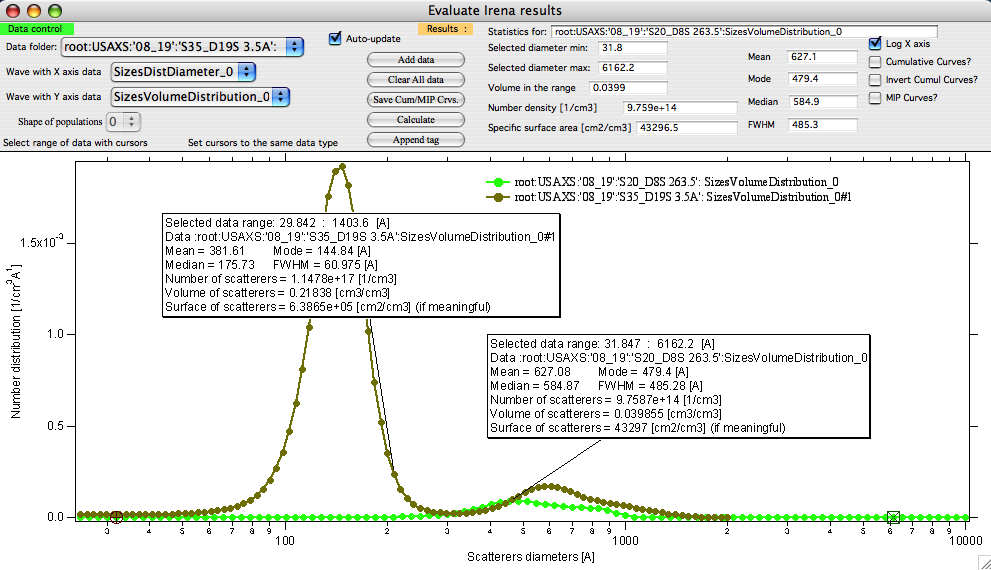 Evaluate Irena results
Data control
Data folder: root:USAXS:'08_19':'S35_D19S 3.5A':
Wave with X axis data SizesDistDiameter_0
Wave with Y axis data SizesVolumeDistribution_0
Shape of populations 0
Select range of data with cursors
Set cursors to the same data type
Auto-update
Results :
Add data
Clear All data
Save Cum/MIP Crvs.
Calculate
Append tag
Statistics for: root:USAXS:'08_19':'S20_D8S 263.5':SizesVolumeDistribution_0
Selected diameter min: 31.8
Selected diameter max: 6162.2
Volume in the range 0.0399
Number density [1/cm3] 9.759e+14
Specific surface area [cm2/cm3] 43296.5
Mean 627.1
Mode 479.4
Median 584.9
FWHM 485.3
Log X axis
Cumulative Curves?
Invert Cumul Curves?
MIP Curves?
root:USAXS:'08_19':'S20_D8S 263.5': SizesVolumeDistribution_0
root:USAXS:'08_19':'S35_D19S 3.5A': SizesVolumeDistribution_0#1
Selected data range: 29.842 : 1403.6 [A]
Data :root:USAXS:'08_19':'S35_D19S 3.5A':SizesVolumeDistribution_0#1
Mean = 381.61 Mode = 144.84 [A]
Median = 175.73 FWHM = 60.975 [A]
Number of scatterers = 1.1478e+17 [1/cm3]
Volume of scatterers = 0.21838 [cm3/cm3]
Surface of scatterers = 6.3865e+05 [cm2/cm3] (if meaningful)
Selected data range: 31.847 : 6162.2 [A]
Data :root:USAXS:'08_19':'S20_D8S 263.5':SizesVolumeDistribution_0
Mean = 627.08 Mode = 479.4 [A]
Median = 584.87 FWHM = 485.28 [A]
Number of scatterers = 9.7587e+14 [1/cm3]
Volume of scatterers = 0.039855 [cm3/cm3]
Surface of scatterers = 43297 [cm2/cm3] (if meaningful)
Number distribution [1/cm³A¹]
1.5x10⁻³
1.0
0.5
0.0
3 4 5 6 7 8 9 2 3 4 5 6 7 8 9 2 3 4 5 6 7 8 9
100 1000 10000
Scatterers diameters [A]